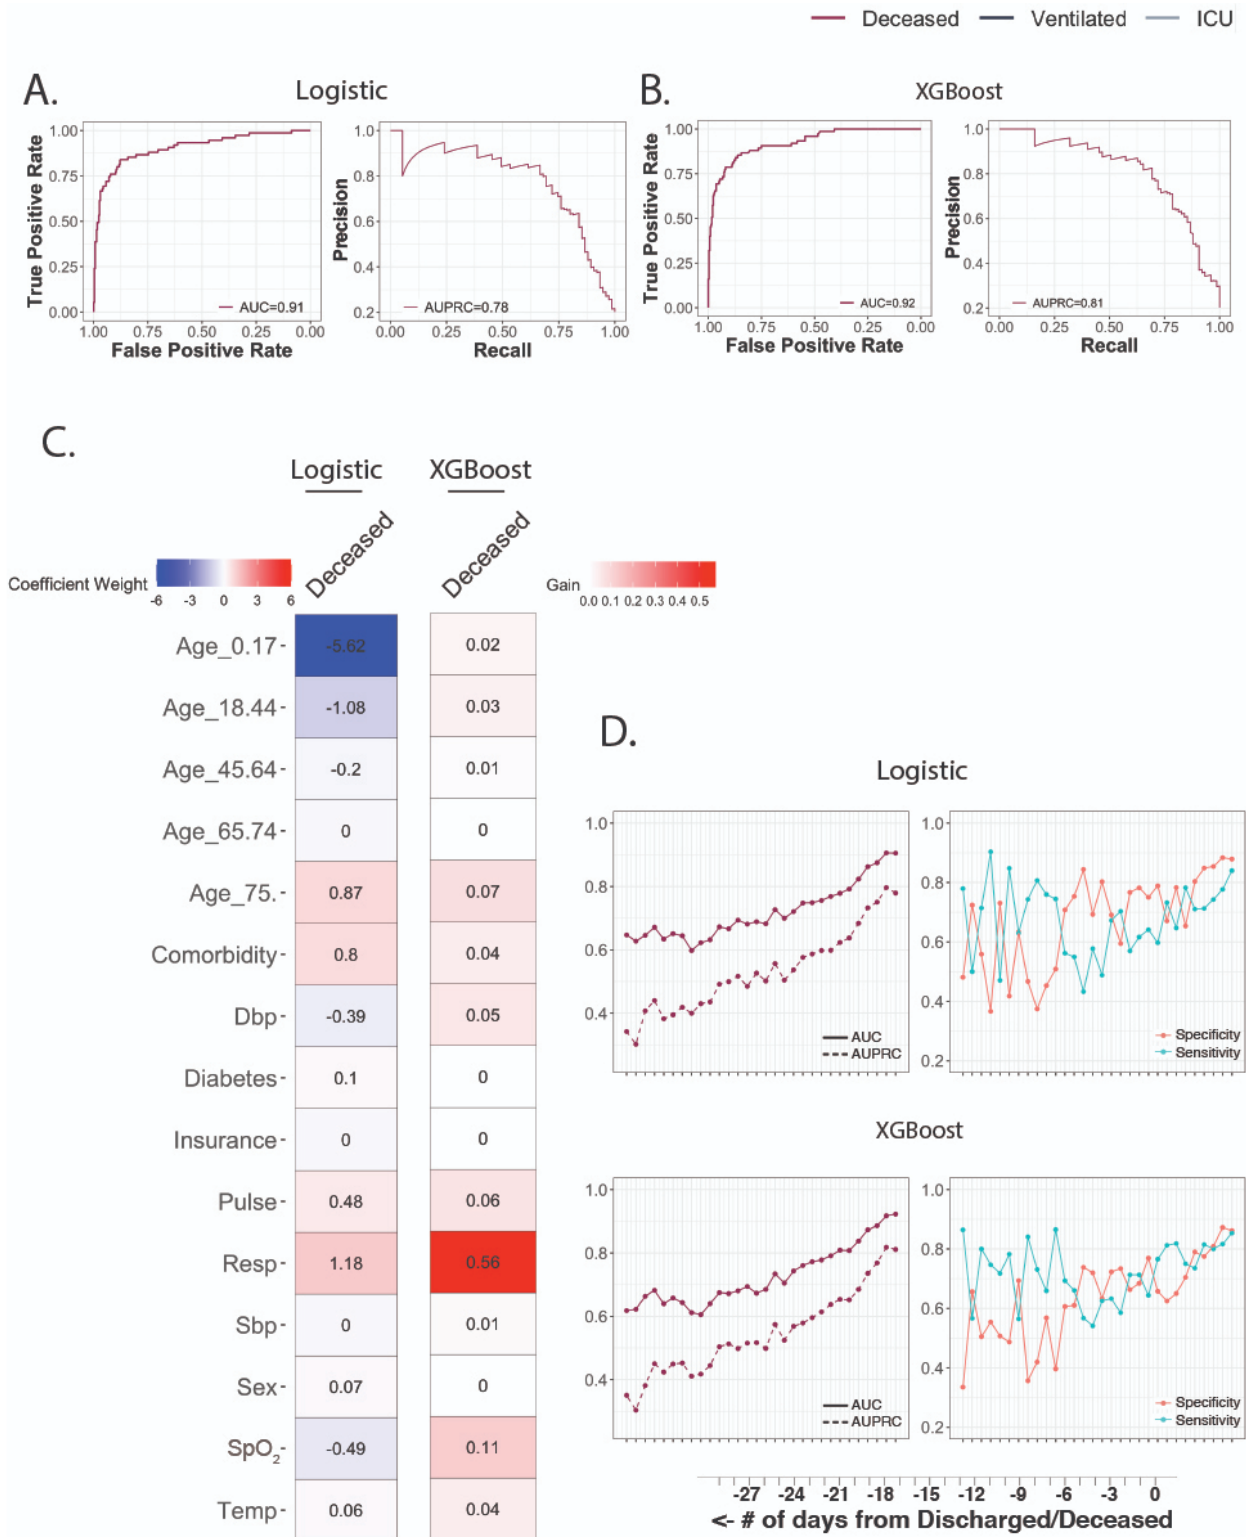 Deceased Ventilated ICU
A. Logistic
B. XGBoost
True Positive Rate
1.00
0.75
0.50
0.25
0.00
AUC=0.91
1.00 0.75 0.50 0.25 0.00
False Positive Rate
Precision
1.0
0.8
0.6
0.4
0.2
AUPRC=0.78
0.00 0.25 0.50 0.75 1.00
Recall
True Positive Rate
1.00
0.75
0.50
0.25
0.00
AUC=0.92
1.00 0.75 0.50 0.25 0.00
False Positive Rate
Precision
1.0
0.8
0.6
0.4
0.2
AUPRC=0.81
0.00 0.25 0.50 0.75 1.00
Recall
C.
Logistic XGBoost
Deceased Deceased
Coefficient Weight
-6 -3 0 3 6
Gain
0.0 0.1 0.2 0.3 0.4 0.5
Age_0.17 -5.62 0.02
Age_18.44 -1.08 0.03
Age_45.64 -0.2 0.01
Age_65.74 0 0
Age_75. 0.87 0.07
Comorbidity 0.8 0.04
Dbp -0.39 0.05
Diabetes 0.1 0
Insurance 0 0
Pulse 0.48 0.06
Resp 1.18 0.56
Sbp 0 0.01
Sex 0.07 0
SpO2 -0.49 0.11
Temp 0.06 0.04
D.
Logistic
1.0
0.8
0.6
0.4
AUC
AUPRC
1.0
0.8
0.6
0.4
0.2
Specificity
Sensitivity
XGBoost
1.0
0.8
0.6
0.4
AUC
AUPRC
1.0
0.8
0.6
0.4
0.2
Specificity
Sensitivity
-27 -24 -21 -18 -15 -12 -9 -6 -3 0
<- # of days from Discharged/Deceased